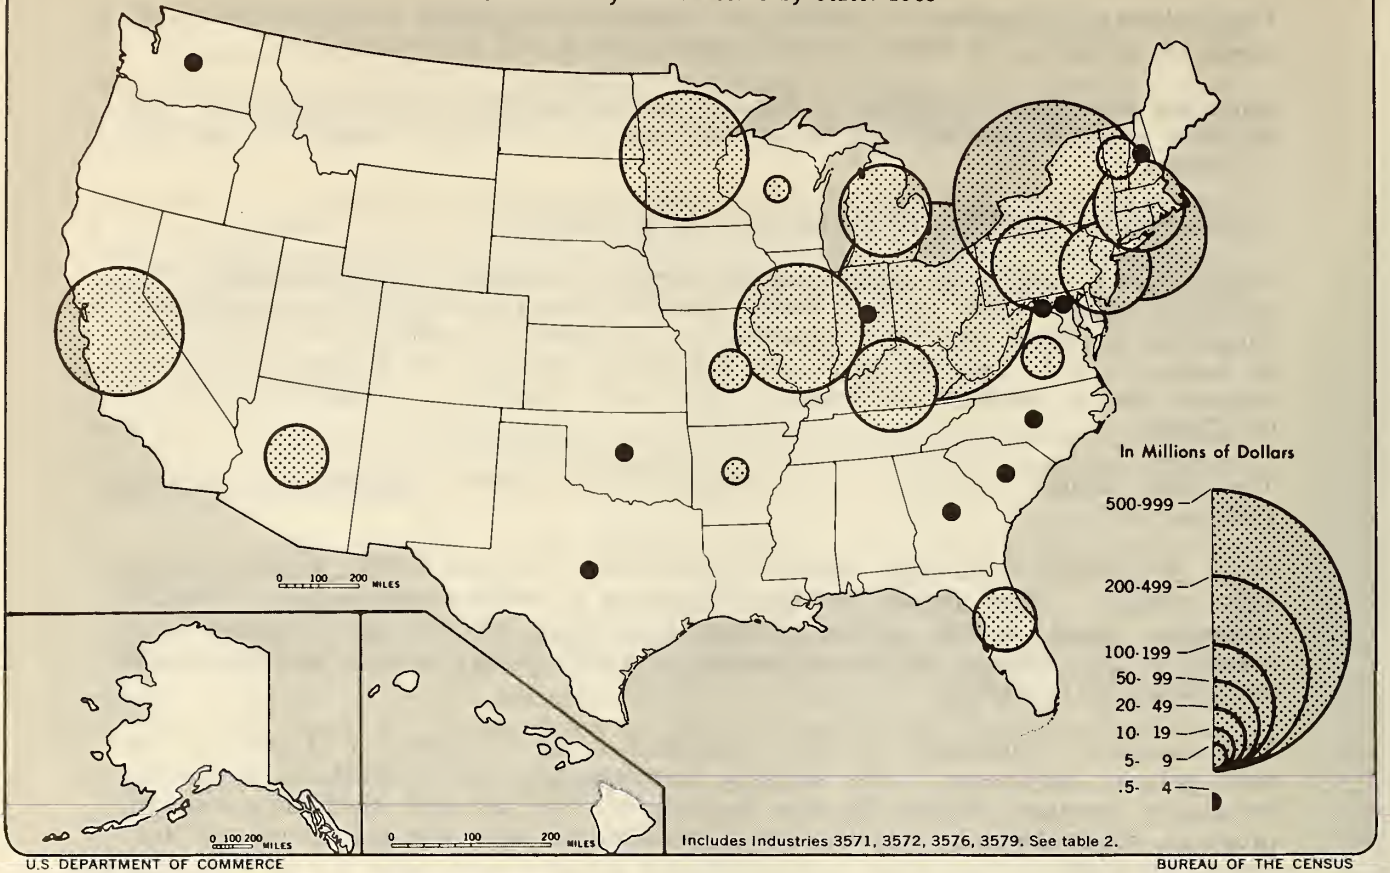 In Millions of Dollars
500-999
200-499
100-199
50- 99
20- 49
10- 19
5- 9
.5- 4
0 100 200 MILES
0 100 200 MILES
0 100 200 MILES
Includes Industries 3571, 3572, 3576, 3579. See table 2.
U.S DEPARTMENT OF COMMERCE
BUREAU OF THE CENSUS